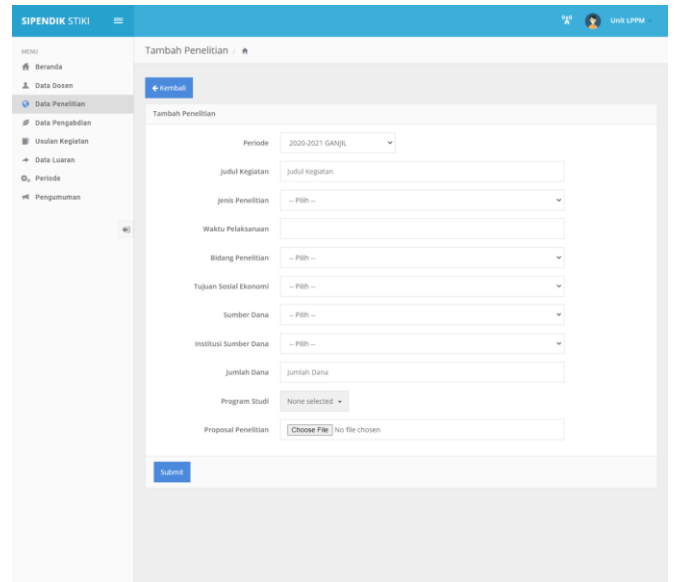 SIPENDIK STIKI
Unit LPPM
MENU
Beranda
Data Dosen
Data Penelitian
Data Pengabdian
Usulan Kegiatan
Data Luaran
Periode
Pengumuman
Tambah Penelitian /
Kembali
Tambah Penelitian
Periode 2020-2021 GANJIL
Judul Kegiatan Judul Kegiatan
Jenis Penelitian -- Pilih --
Waktu Pelaksanaan
Bidang Penelitian -- Pilih --
Tujuan Sosial Ekonomi -- Pilih --
Sumber Dana -- Pilih --
Institusi Sumber Dana -- Pilih --
Jumlah Dana Jumlah Dana
Program Studi None selected
Proposal Penelitian Choose File No file chosen
Submit